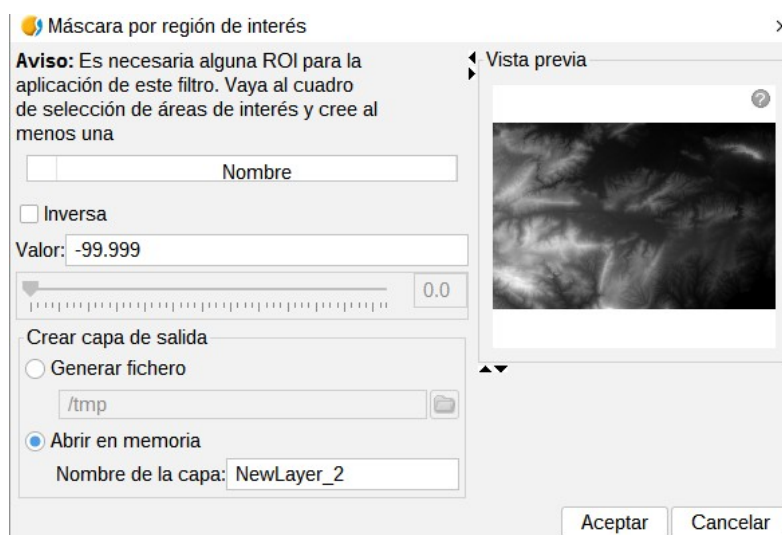 Máscara por región de interés
Aviso: Es necesaria alguna ROI para la
aplicación de este filtro. Vaya al cuadro
de selección de áreas de interés y cree al
menos una
Nombre
Inversa
Valor: -99.999
0.0
Crear capa de salida
Generar fichero
/tmp
Abrir en memoria
Nombre de la capa: NewLayer_2
Vista previa
?
Aceptar Cancelar